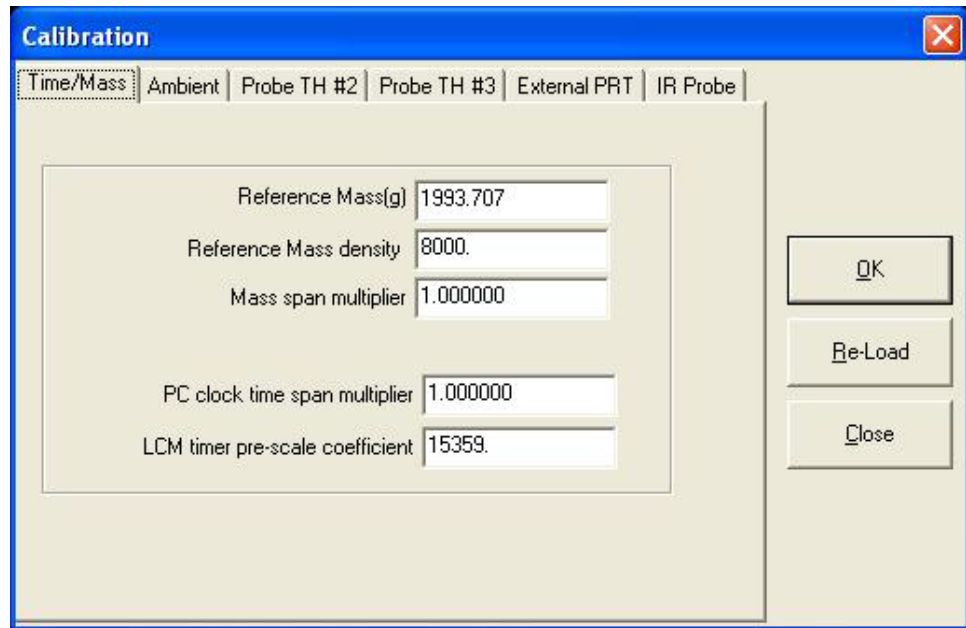 Calibration
Time/Mass Ambient Probe TH #2 Probe TH #3 External PRT IR Probe
Reference Mass(g) 1993.707
Reference Mass density 8000.
Mass span multiplier 1.000000
PC clock time span multiplier 1.000000
LCM timer pre-scale coefficient 15359.
OK
Re-Load
Close